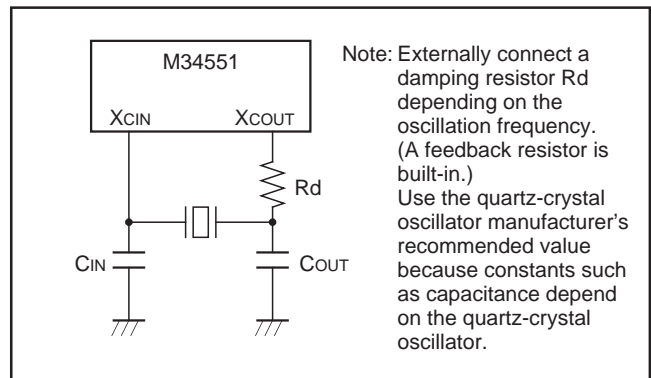 M34551
XCIN
XCOUT
Rd
CIN
COUT
Note: Externally connect a
damping resistor Rd
depending on the
oscillation frequency.
(A feedback resistor is
built-in.)
Use the quartz-crystal
oscillator manufacturer's
recommended value
because constants such
as capacitance depend
on the quartz-crystal
oscillator.